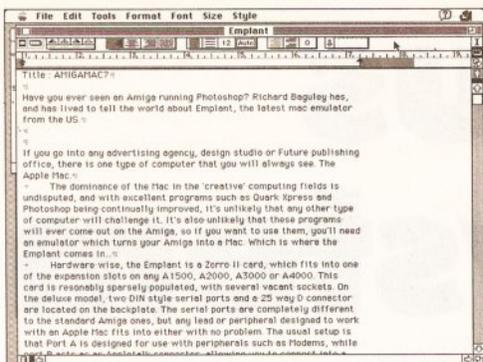 File Edit Tools Format Font Size Style
Emplant
12 Auto 0
Title : AMIGAMAC?
Have you ever seen an Amiga running Photoshop? Richard Baguley has,
and has lived to tell the world about Emplant, the latest mac emulator
from the US.
If you go into any advertising agency, design studio or Future publishing
office, there is one type of computer that you will always see. The
Apple Mac.
The dominance of the Mac in the 'creative' computing fields is
undisputed, and with excellent programs such as Quark Xpress and
Photoshop being continually improved, it's unlikely that any other type
of computer will challenge it. It's also unlikely that these programs
will ever come out on the Amiga, so if you want to use them, you'll need
an emulator which turns your Amiga into a Mac. Which is where the
Emplant comes in..
Hardware wise, the Emplant is a Zorro II card, which fits into one
of the expansion slots on any A1500, A2000, A3000 or A4000. This
card is resonably sparsely populated, with several vacant sockets. On
the deluxe model, two DIN style serial ports and a 25 way D connector
are located on the backplate. The serial ports are completely different
to the standard Amiga ones, but any lead or peripheral designed to work
with an Apple Mac fits into either with no problem. The usual setup is
that Port A is designed for use with peripherals such as Modems, while